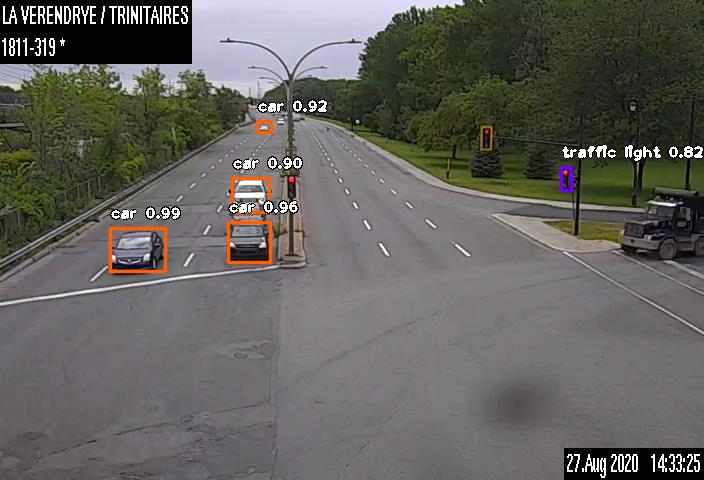 LA VERENDRYE / TRINITAIRES
1811-319 *
car 0.92
car 0.90
car 0.96
car 0.99
traffic light 0.82
27.Aug 2020 14:33:25